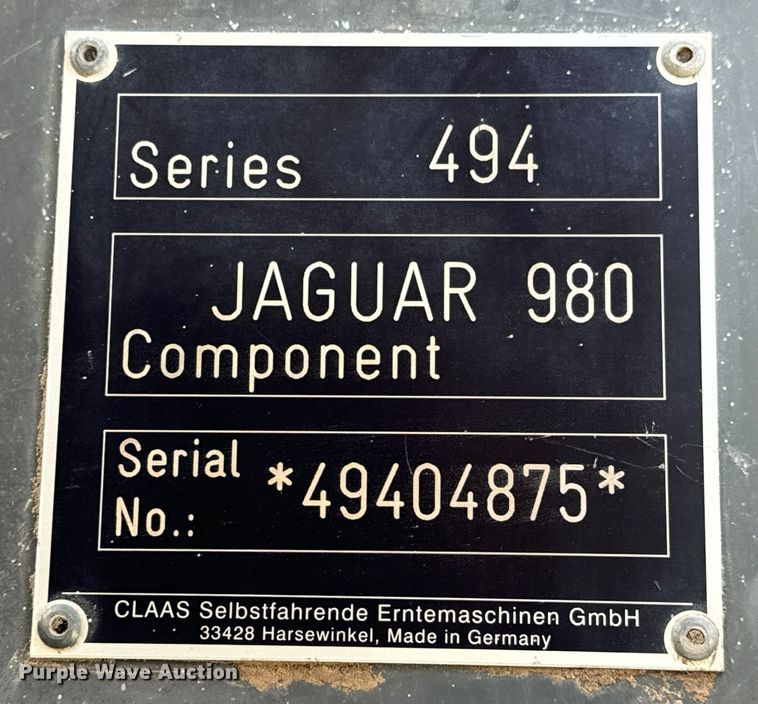 Series 494
JAGUAR 980
Component
Serial
No.: *49404875*
CLAAS Selbstfahrende Erntemaschinen GmbH
33428 Harsewinkel, Made in Germany
Purple Wave Auction